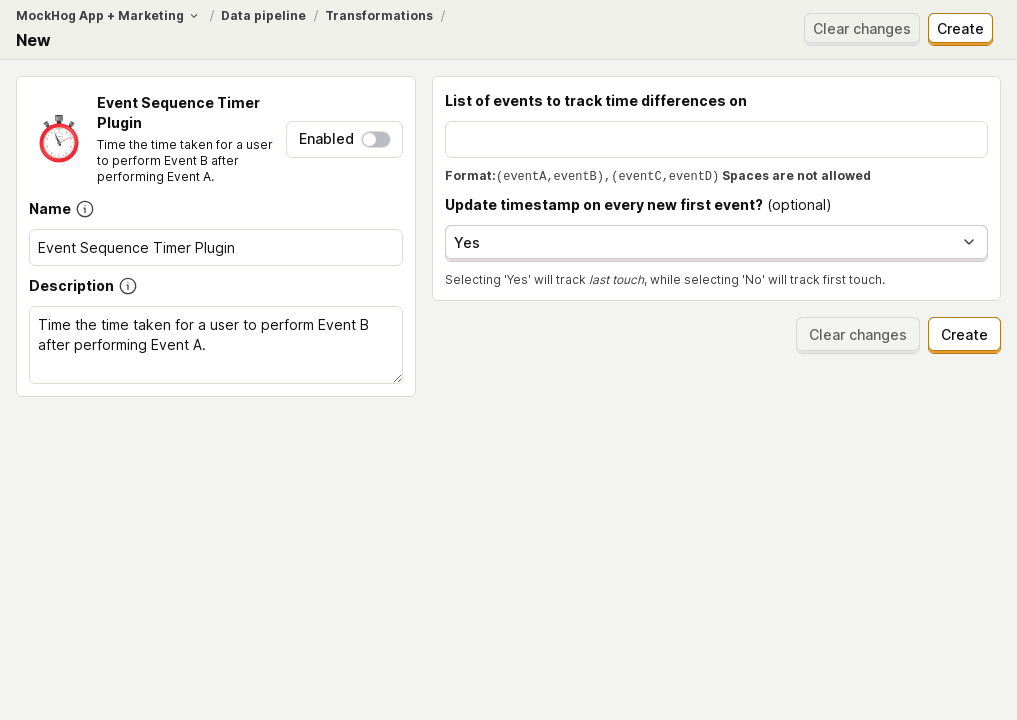 MockHog App + Marketing / Data pipeline / Transformations /
New
Clear changes
Create
Event Sequence Timer
Plugin
Time the time taken for a user
to perform Event B after
performing Event A.
Enabled
Name
Event Sequence Timer Plugin
Description
Time the time taken for a user to perform Event B
after performing Event A.
List of events to track time differences on
Format:(eventA,eventB),(eventC,eventD) Spaces are not allowed
Update timestamp on every new first event? (optional)
Yes
Selecting 'Yes' will track last touch, while selecting 'No' will track first touch.
Clear changes
Create